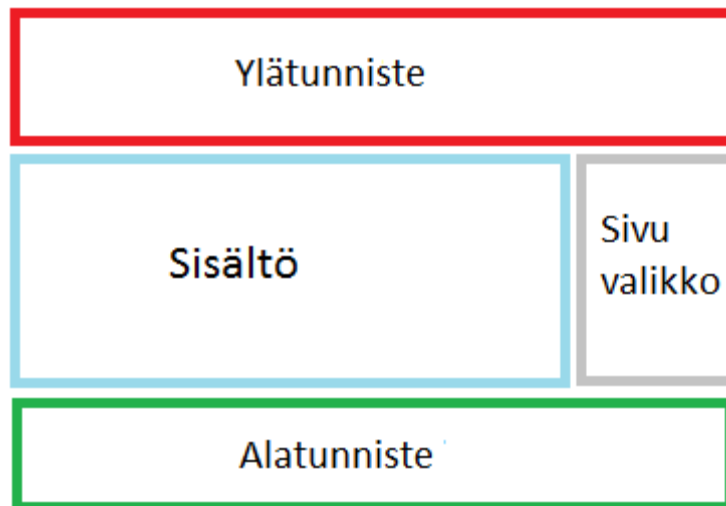 Ylätunniste
Sisältö
Sivu
valikko
Alatunniste